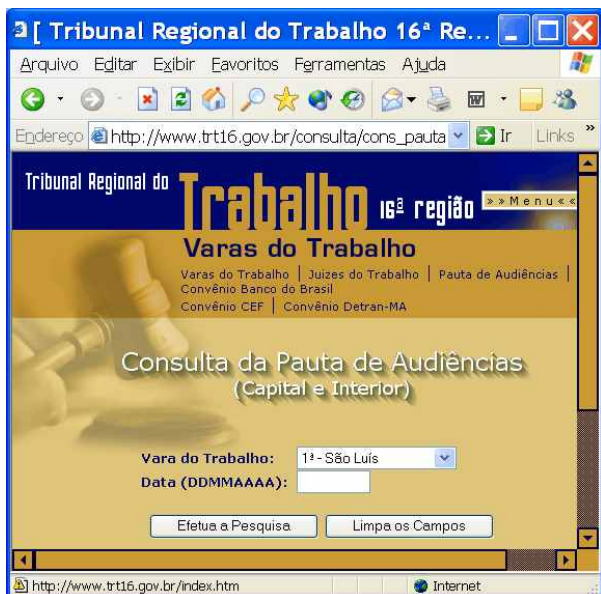 [ Tribunal Regional do Trabalho 16ª Re...
Arquivo Editar Exibir Favoritos Ferramentas Ajuda
Endereço http://www.trt16.gov.br/consulta/cons_pauta Ir Links »
Tribunal Regional do Trabalho 16ª região »»Menu««
Varas do Trabalho
Varas do Trabalho | Juizes do Trabalho | Pauta de Audiências |
Convênio Banco do Brasil
Convênio CEF | Convênio Detran-MA
Consulta da Pauta de Audiências
(Capital e Interior)
Vara do Trabalho: 1ª - São Luís
Data (DDMMAAAA):
Efetua a Pesquisa Limpa os Campos
http://www.trt16.gov.br/index.htm Internet